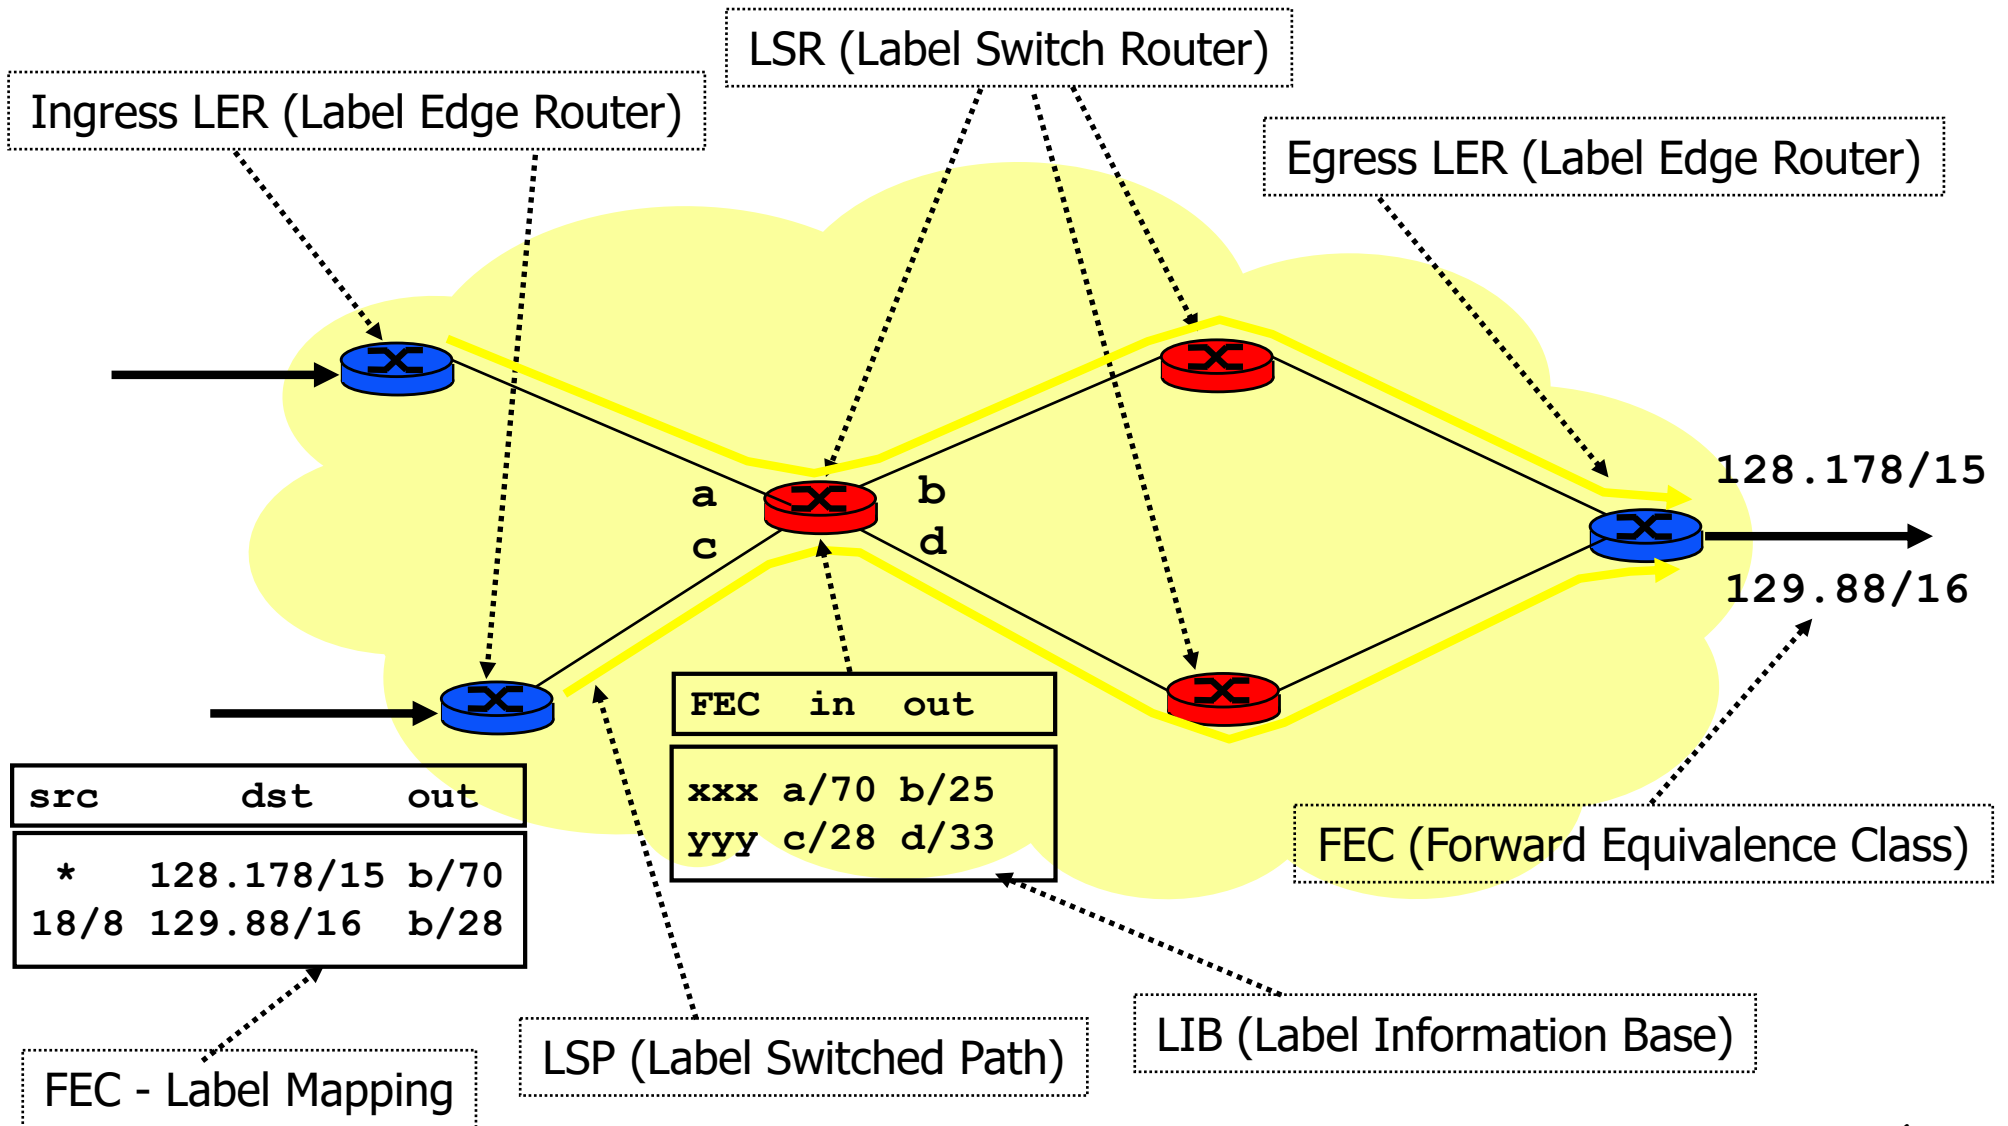 LSR (Label Switch Router)
Ingress LER (Label Edge Router)
Egress LER (Label Edge Router)
128.178/15
a
b
c
d
129.88/16
FEC in out
xxx a/70 b/25
yyy c/28 d/33
src dst out
* 128.178/15 b/70
18/8 129.88/16 b/28
FEC (Forward Equivalence Class)
LIB (Label Information Base)
LSP (Label Switched Path)
FEC - Label Mapping